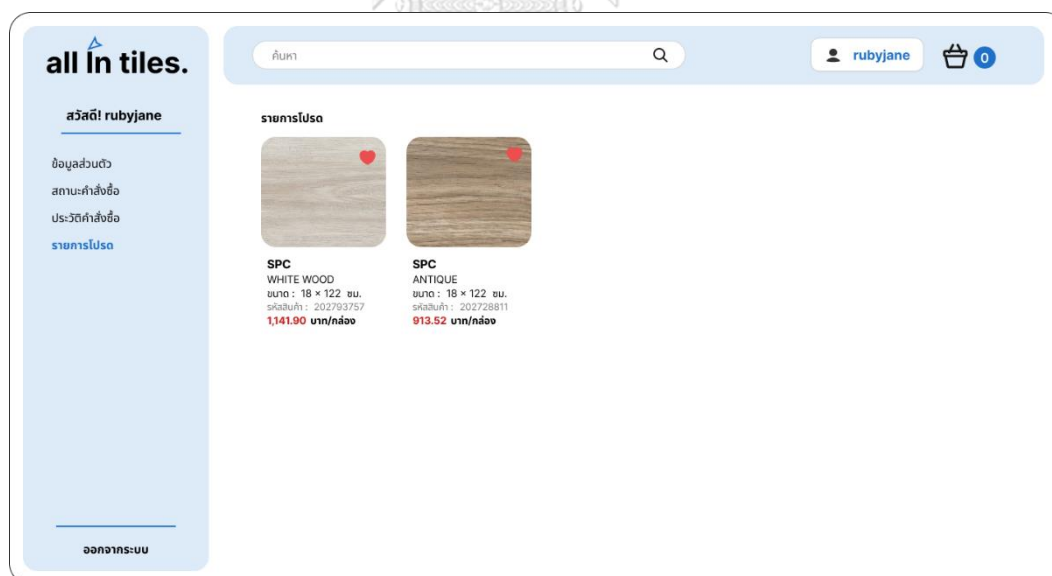 all in tiles.
ค้นหา
rubyjane
0
สวัสดี! rubyjane
ข้อมูลส่วนตัว
สถานะคำสั่งซื้อ
ประวัติคำสั่งซื้อ
รายการโปรด
ออกจากระบบ
รายการโปรด
SPC
WHITE WOOD
ขนาด : 18 × 122 ซม.
รหัสสินค้า : 202793757
1,141.90 บาท/กล่อง
SPC
ANTIQUE
ขนาด : 18 × 122 ซม.
รหัสสินค้า : 202728811
913.52 บาท/กล่อง